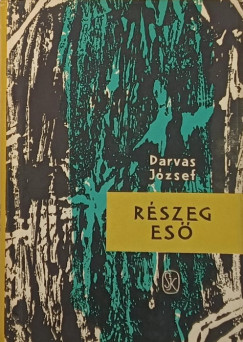 Darvas
József
RÉSZEG
ESŐ